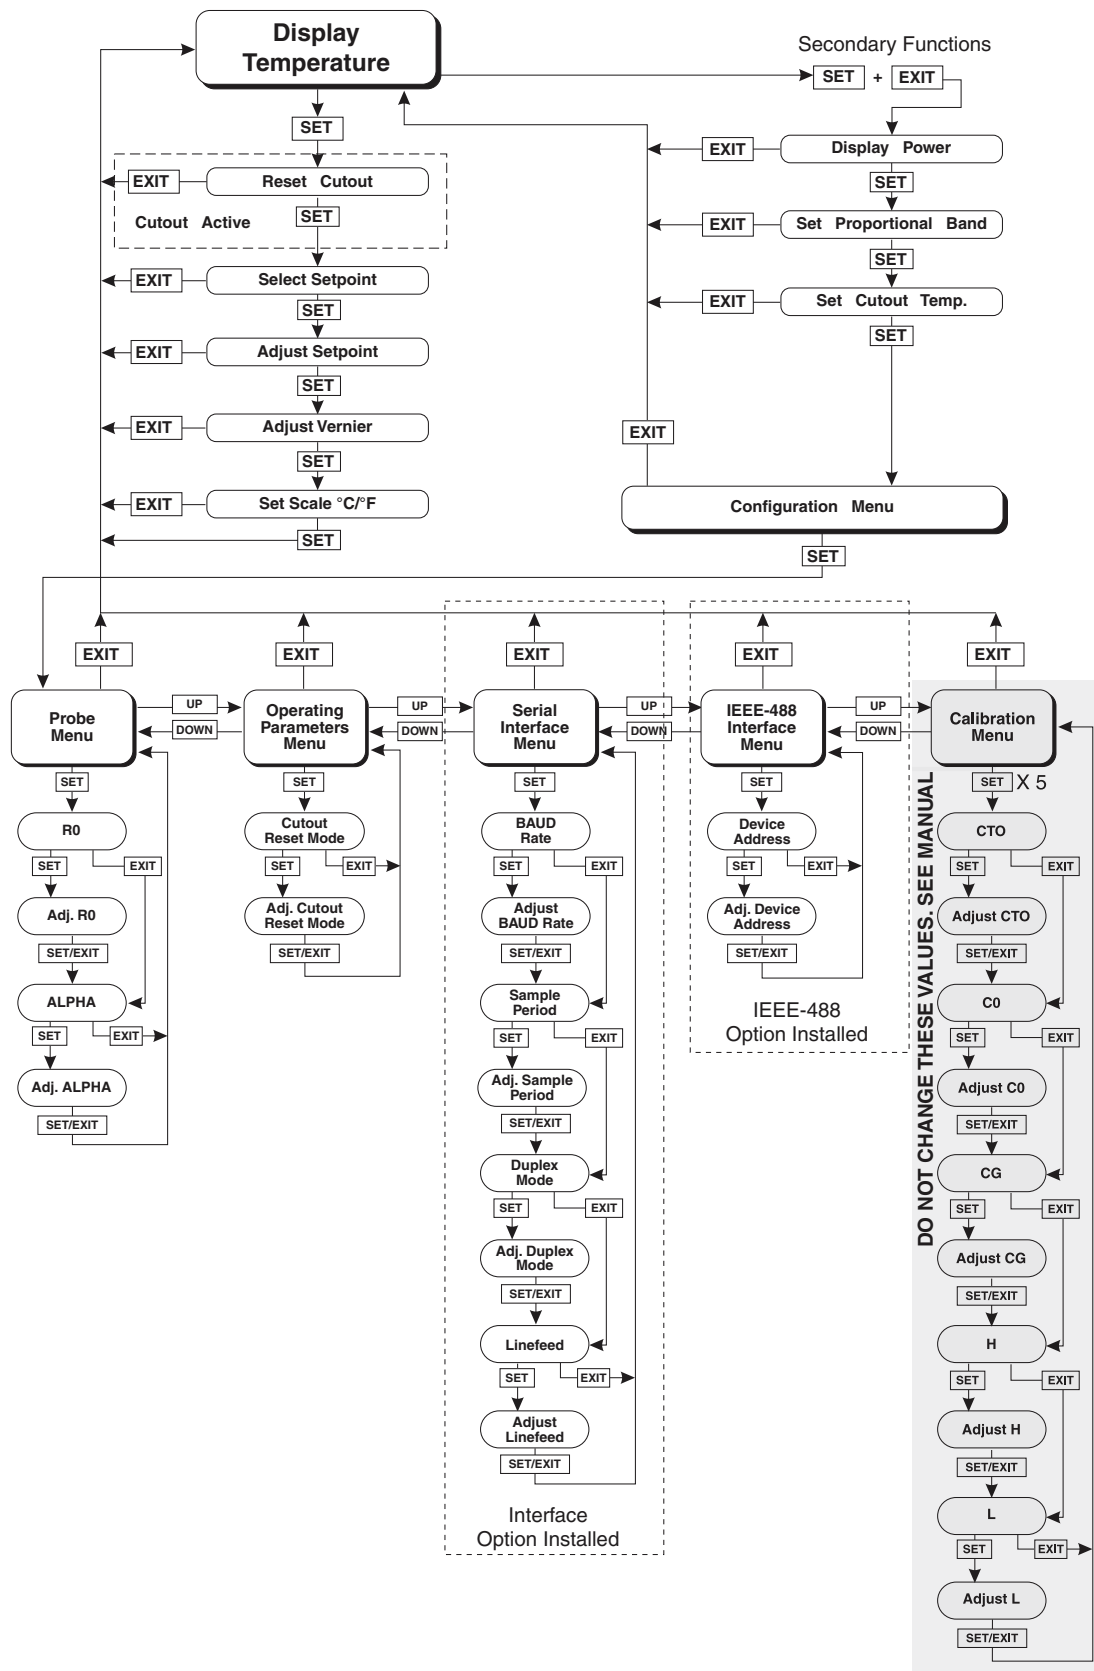 Display
Temperature
Secondary Functions
SET + EXIT
SET
EXIT
Reset Cutout
SET
Cutout Active
EXIT
Select Setpoint
SET
EXIT
Adjust Setpoint
SET
EXIT
Adjust Vernier
SET
EXIT
Set Scale °C/°F
SET
EXIT
Display Power
SET
EXIT
Set Proportional Band
SET
EXIT
Set Cutout Temp.
SET
EXIT
Configuration Menu
SET
EXIT
Probe
Menu
UP
DOWN
SET
R0
SET
EXIT
Adj. R0
SET/EXIT
ALPHA
SET
EXIT
Adj. ALPHA
SET/EXIT
EXIT
Operating
Parameters
Menu
UP
DOWN
SET
Cutout
Reset Mode
SET
EXIT
Adj. Cutout
Reset Mode
SET/EXIT
EXIT
Serial
Interface
Menu
UP
DOWN
SET
BAUD
Rate
SET
EXIT
Adjust
BAUD Rate
SET/EXIT
Sample
Period
SET
EXIT
Adj. Sample
Period
SET/EXIT
Duplex
Mode
SET
EXIT
Adj. Duplex
Mode
SET/EXIT
Linefeed
SET
EXIT
Adjust
Linefeed
SET/EXIT
Interface
Option Installed
EXIT
IEEE-488
Interface
Menu
UP
DOWN
SET
Device
Address
SET
EXIT
Adj. Device
Address
SET/EXIT
IEEE-488
Option Installed
EXIT
Calibration
Menu
SET X 5
DO NOT CHANGE THESE VALUES. SEE MANUAL
CTO
SET
EXIT
Adjust CTO
SET/EXIT
C0
SET
EXIT
Adjust C0
SET/EXIT
CG
SET
EXIT
Adjust CG
SET/EXIT
H
SET
EXIT
Adjust H
SET/EXIT
L
SET
EXIT
Adjust L
SET/EXIT